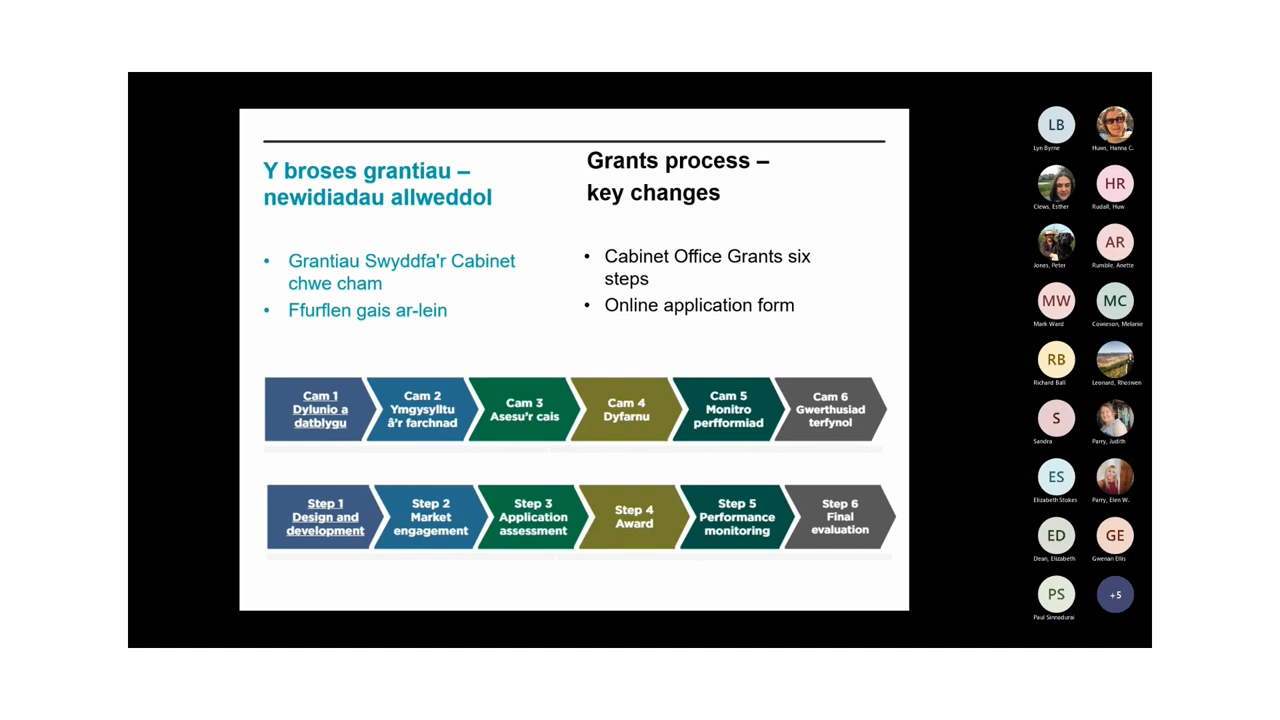 Y broses grantiau –
newidiadau allweddol
Grants process –
key changes
• Grantiau Swyddfa'r Cabinet
chwe cham
• Ffurflen gais ar-lein
• Cabinet Office Grants six
steps
• Online application form
Cam 1
Dylunio a
datblygu
Cam 2
Ymgysylltu
â'r farchnad
Cam 3
Asesu'r cais
Cam 4
Dyfarnu
Cam 5
Monitro
perfformiad
Cam 6
Gwerthusiad
terfynol
Step 1
Design and
development
Step 2
Market
engagement
Step 3
Application
assessment
Step 4
Award
Step 5
Performance
monitoring
Step 6
Final
evaluation
LB
Lyn Byrne
Huws, Hanna C.
Clews, Esther
HR
Rudall, Huw
Jones, Peter
AR
Rumble, Anette
MW
Mark Ward
MC
Cowieson, Melanie
RB
Richard Ball
Leonard, Rhoswen
S
Sandra
Parry, Judith
ES
Elizabeth Stokes
Parry, Elen W.
ED
Dean, Elizabeth
GE
Gwenan Ellis
PS
Paul Sinnadurai
+5